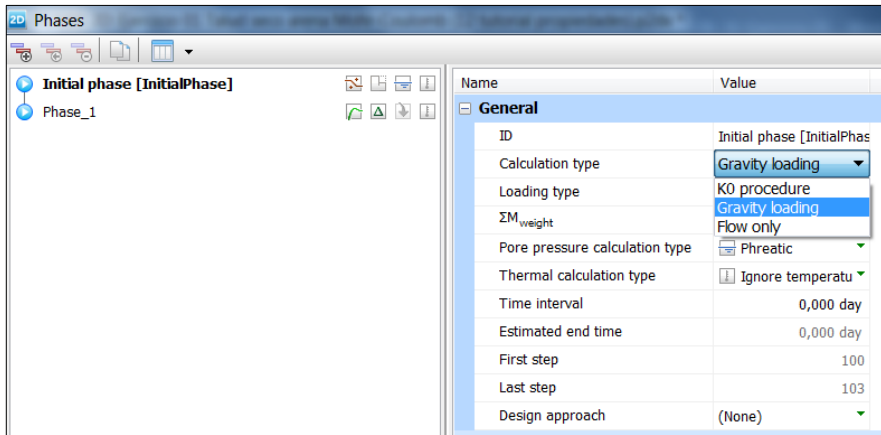 2D Phases
Initial phase [InitialPhase]
Phase_1
Name Value
General
ID Initial phase [InitialPhas
Calculation type Gravity loading
K0 procedure
Gravity loading
Flow only
Loading type
ΣMweight
Pore pressure calculation type Phreatic
Thermal calculation type Ignore temperatu
Time interval 0,000 day
Estimated end time 0,000 day
First step 100
Last step 103
Design approach (None)